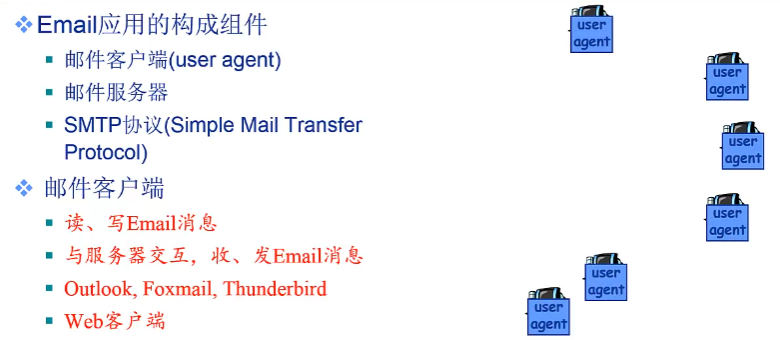 Email应用的构成组件
邮件客户端(user agent)
邮件服务器
SMTP协议(Simple Mail Transfer
Protocol)
邮件客户端
读、写Email消息
与服务器交互，收、发Email消息
Outlook, Foxmail, Thunderbird
Web客户端
user
agent
user
agent
user
agent
user
agent
user
agent
user
agent